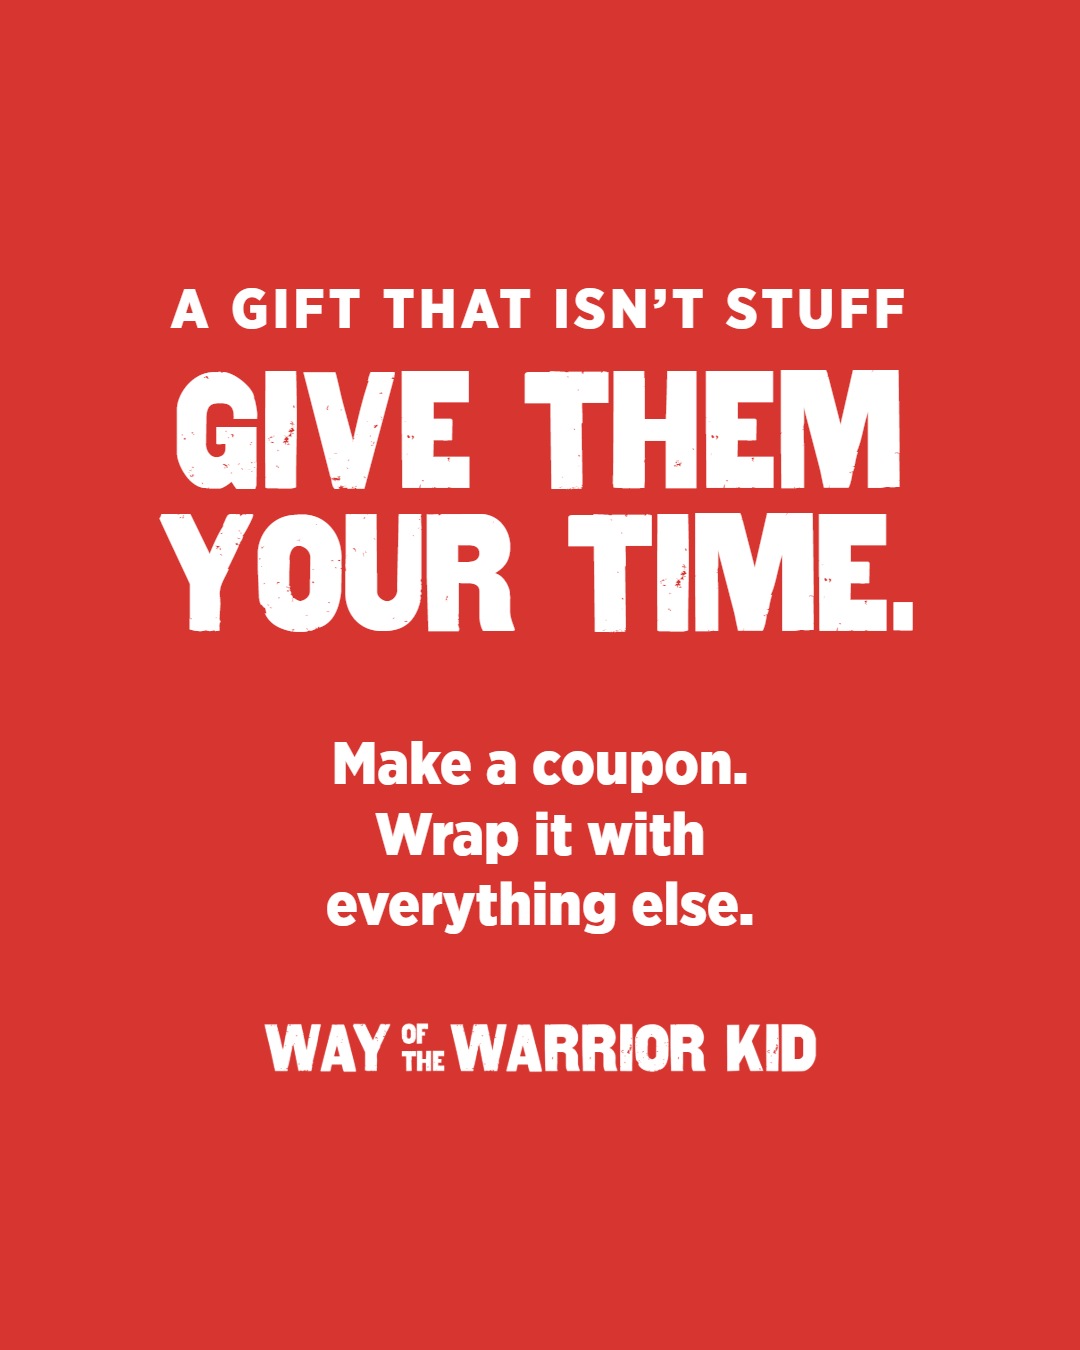 A GIFT THAT ISN'T STUFF
GIVE THEM
YOUR TIME.
Make a coupon.
Wrap it with
everything else.
WAY OF THE WARRIOR KID